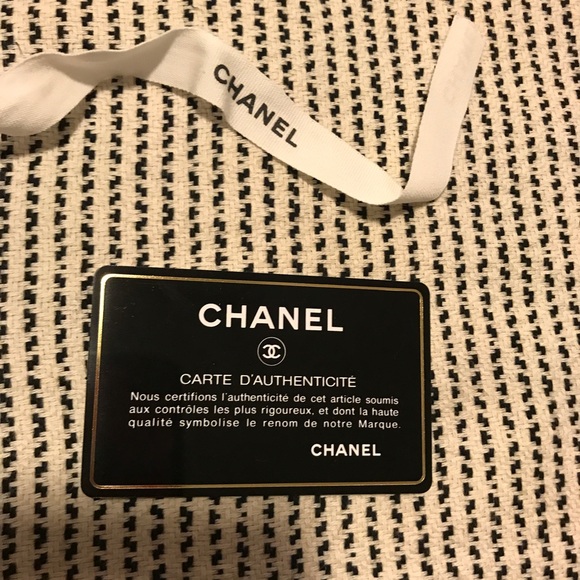 CHANEL
CHANEL
CARTE D'AUTHENTICITÉ
Nous certifions l'authenticité de cet article soumis
aux contrôles les plus rigoureux, et dont la haute
qualité symbolise le renom de notre Marque.
CHANEL